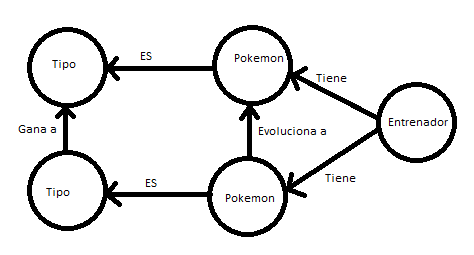 Tipo
ES
Pokemon
Tiene
Gana a
Evoluciona a
Entrenador
Tipo
ES
Pokemon
Tiene